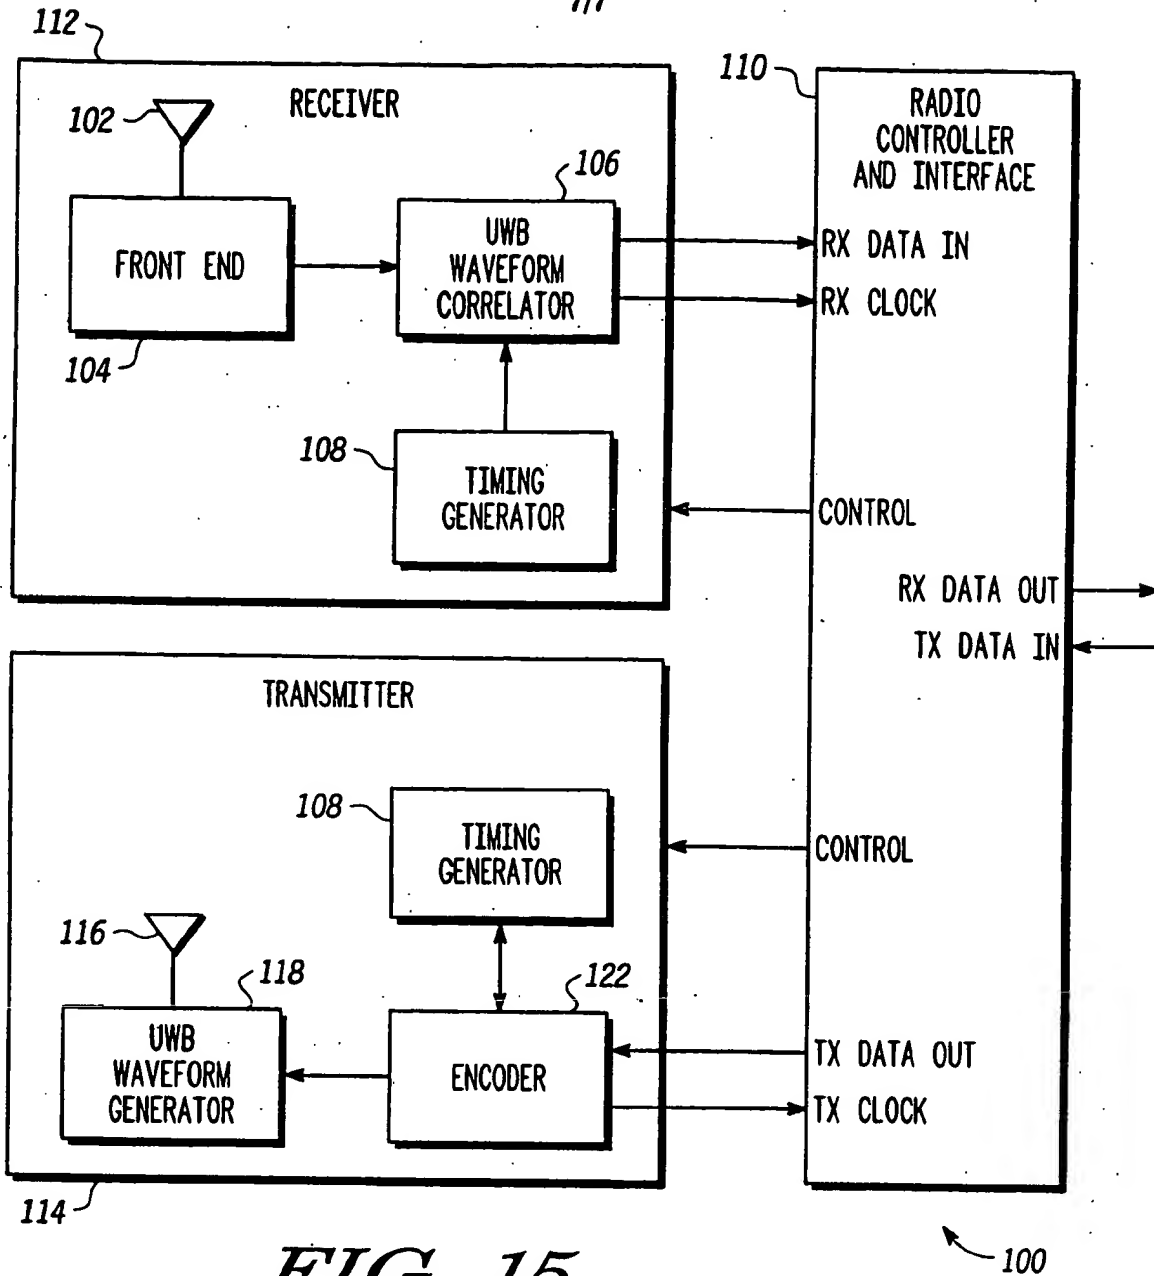 112
RECEIVER
102
FRONT END
104
106
UWB
WAVEFORM
CORRELATOR
108
TIMING
GENERATOR
110
RADIO
CONTROLLER
AND INTERFACE
RX DATA IN
RX CLOCK
CONTROL
RX DATA OUT
TX DATA IN
TRANSMITTER
108
TIMING
GENERATOR
CONTROL
116
118
UWB
WAVEFORM
GENERATOR
122
ENCODER
TX DATA OUT
TX CLOCK
114
100
FIG. 15